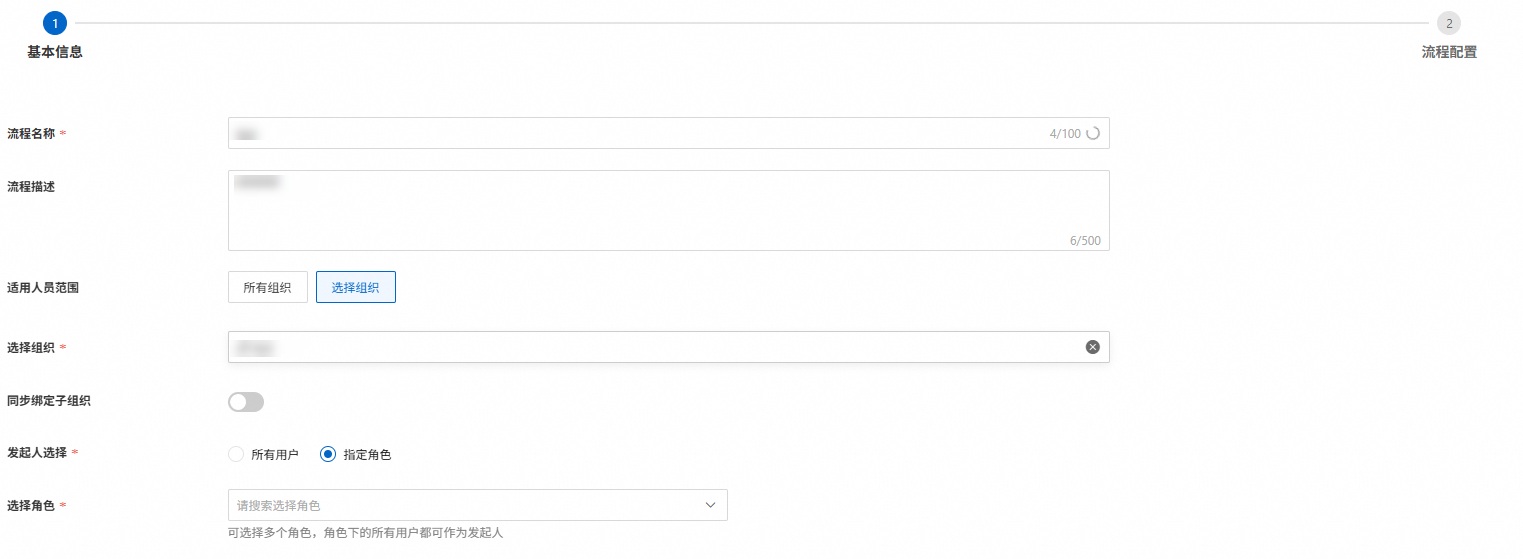 1
2
基本信息
流程配置
流程名称 *
4/100
流程描述
6/500
适用人员范围
所有组织 选择组织
选择组织 *
同步绑定子组织
发起人选择 *
所有用户 指定角色
选择角色 *
请搜索选择角色
可选择多个角色，角色下的所有用户都可作为发起人